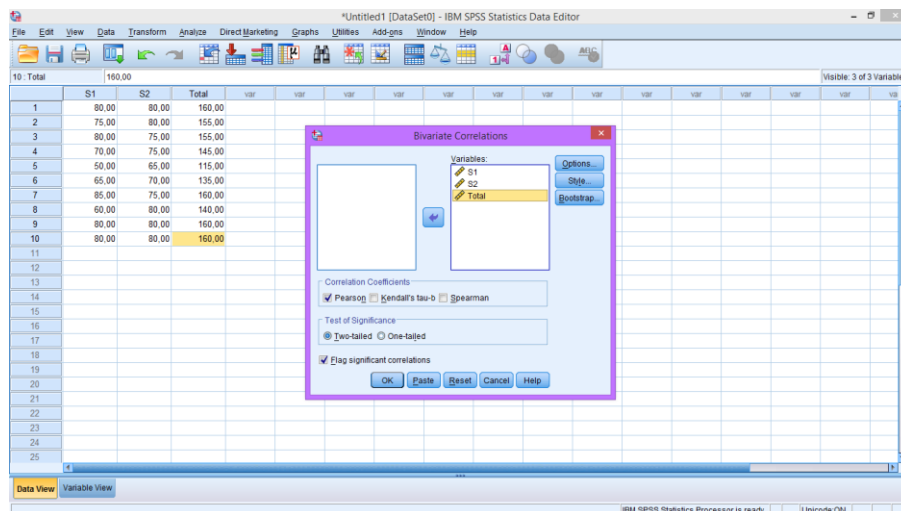 *Untitled1 [DataSet0] - IBM SPSS Statistics Data Editor
File Edit View Data Transform Analyze Direct Marketing Graphs Utilities Add-ons Window Help
10 : Total 160,00 Visible: 3 of 3 Variable
S1 S2 Total var var var var var var var var var var var va
1 80,00 80,00 160,00
2 75,00 80,00 155,00
3 80,00 75,00 155,00
4 70,00 75,00 145,00
5 50,00 65,00 115,00
6 65,00 70,00 135,00
7 85,00 75,00 160,00
8 60,00 80,00 140,00
9 80,00 80,00 160,00
10 80,00 80,00 160,00
11
12
13
14
15
16
17
18
19
20
21
22
23
24
25
Bivariate Correlations
Variables:
S1
S2
Total
Options...
Style...
Bootstrap...
Correlation Coefficients
Pearson Kendall's tau-b Spearman
Test of Significance
Two-tailed One-tailed
Flag significant correlations
OK Paste Reset Cancel Help
Data View Variable View
IBM SPSS Statistics Processor is ready Unicode:ON